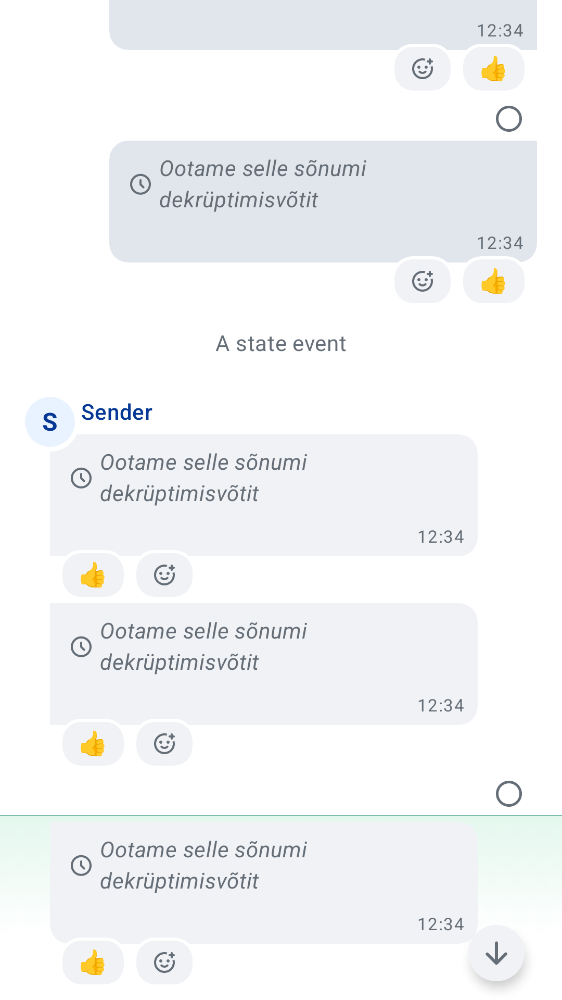 12:34
👍
Ootame selle sõnumi
dekrüptimisvõtit
12:34
👍
A state event
S
Sender
Ootame selle sõnumi
dekrüptimisvõtit
12:34
👍
Ootame selle sõnumi
dekrüptimisvõtit
12:34
👍
Ootame selle sõnumi
dekrüptimisvõtit
12:34
👍